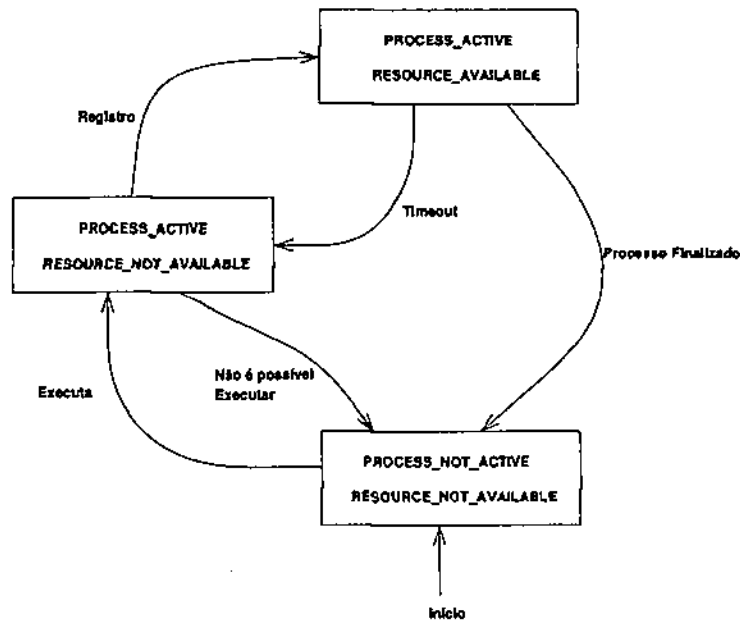 PROCESS_ACTIVE
RESOURCE_AVAILABLE
Registro
Timeout
PROCESS_ACTIVE
RESOURCE_NOT_AVAILABLE
Processo Finalizado
Não é possível
Executar
Executa
PROCESS_NOT_ACTIVE
RESOURCE_NOT_AVAILABLE
Início